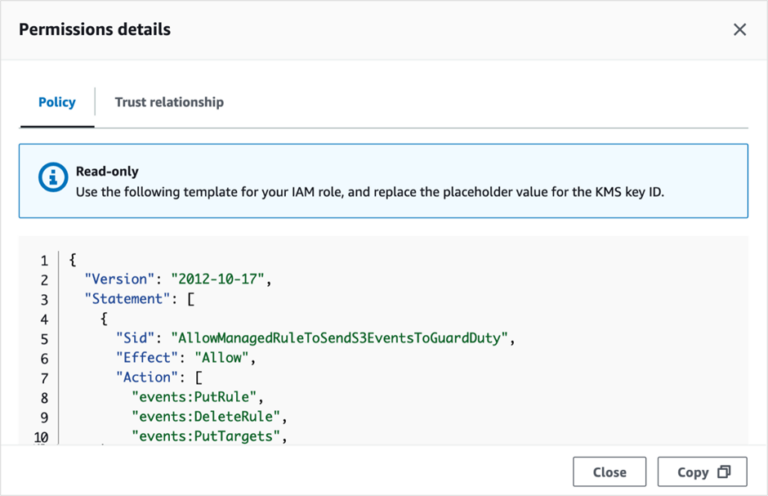 Permissions details
Policy
Trust relationship
Read-only
Use the following template for your IAM role, and replace the placeholder value for the KMS key ID.
1 {
2 "Version": "2012-10-17",
3 "Statement": [
4 {
5 "Sid": "AllowManagedRuleToSendS3EventsToGuardDuty",
6 "Effect": "Allow",
7 "Action": [
8 "events:PutRule",
9 "events:DeleteRule",
10 "events:PutTargets",
Close
Copy